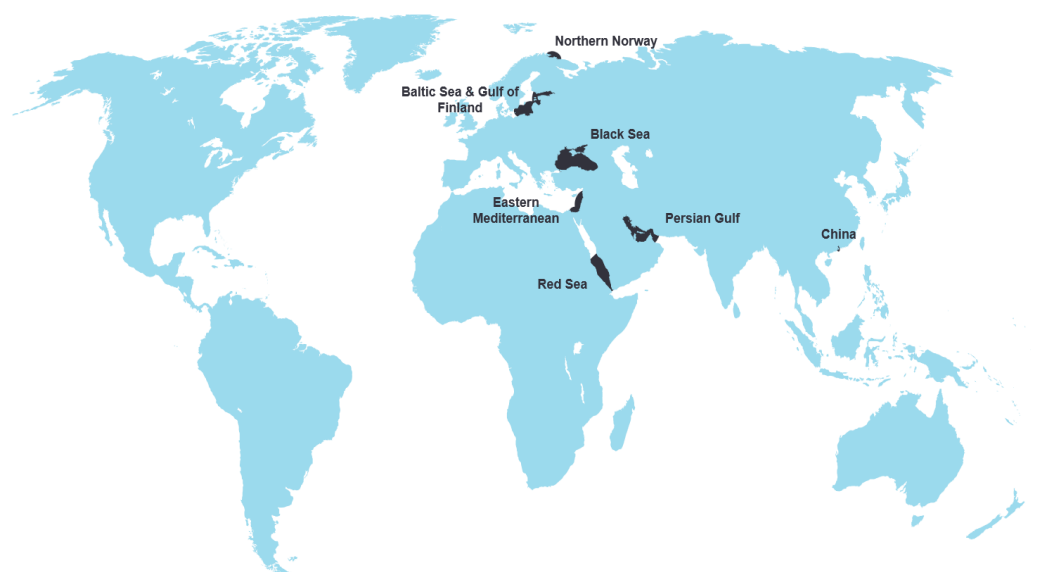 Northern Norway
Baltic Sea & Gulf of
Finland
Black Sea
Eastern
Mediterranean
Persian Gulf
China
Red Sea